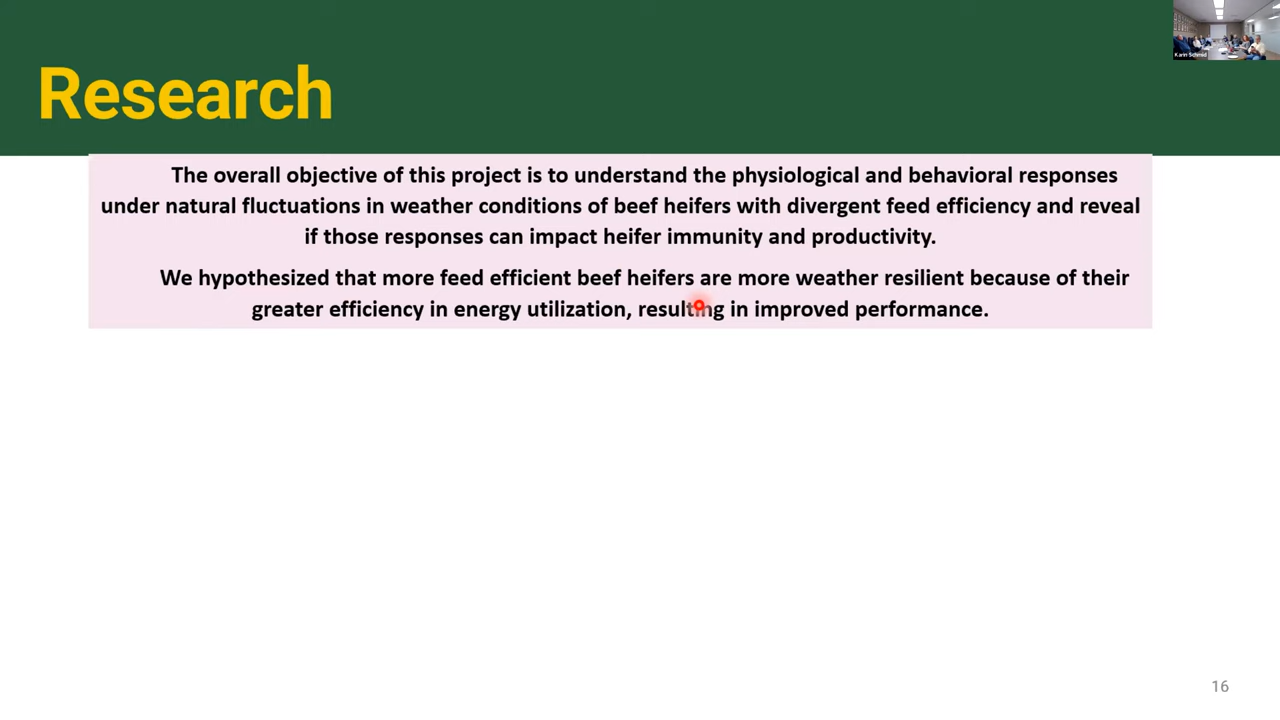 Research
Karin Schmid
The overall objective of this project is to understand the physiological and behavioral responses
under natural fluctuations in weather conditions of beef heifers with divergent feed efficiency and reveal
if those responses can impact heifer immunity and productivity.
We hypothesized that more feed efficient beef heifers are more weather resilient because of their
greater efficiency in energy utilization, resulting in improved performance.
16